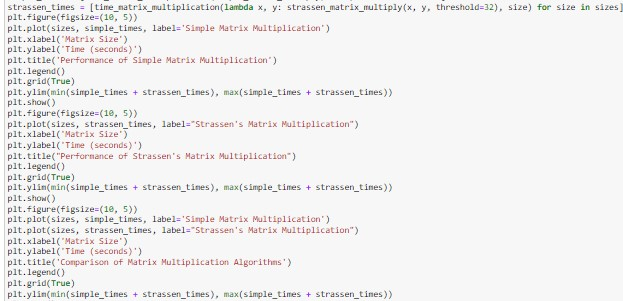 strassen_times = [time_matrix_multiplication(lambda x, y: strassen_matrix_multiply(x, y, threshold=32), size) for size in sizes]
plt.figure(figsize=(10, 5))
plt.plot(sizes, simple_times, label='Simple Matrix Multiplication')
plt.xlabel('Matrix Size')
plt.ylabel('Time (seconds)')
plt.title('Performance of Simple Matrix Multiplication')
plt.legend()
plt.grid(True)
plt.ylim(min(simple_times + strassen_times), max(simple_times + strassen_times))
plt.show()
plt.figure(figsize=(10, 5))
plt.plot(sizes, strassen_times, label="Strassen's Matrix Multiplication")
plt.xlabel('Matrix Size')
plt.ylabel('Time (seconds)')
plt.title("Performance of Strassen's Matrix Multiplication")
plt.legend()
plt.grid(True)
plt.ylim(min(simple_times + strassen_times), max(simple_times + strassen_times))
plt.show()
plt.figure(figsize=(10, 5))
plt.plot(sizes, simple_times, label='Simple Matrix Multiplication')
plt.plot(sizes, strassen_times, label="Strassen's Matrix Multiplication")
plt.xlabel('Matrix Size')
plt.ylabel('Time (seconds)')
plt.title('Comparison of Matrix Multiplication Algorithms')
plt.legend()
plt.grid(True)
plt.ylim(min(simple_times + strassen_times), max(simple_times + strassen_times))